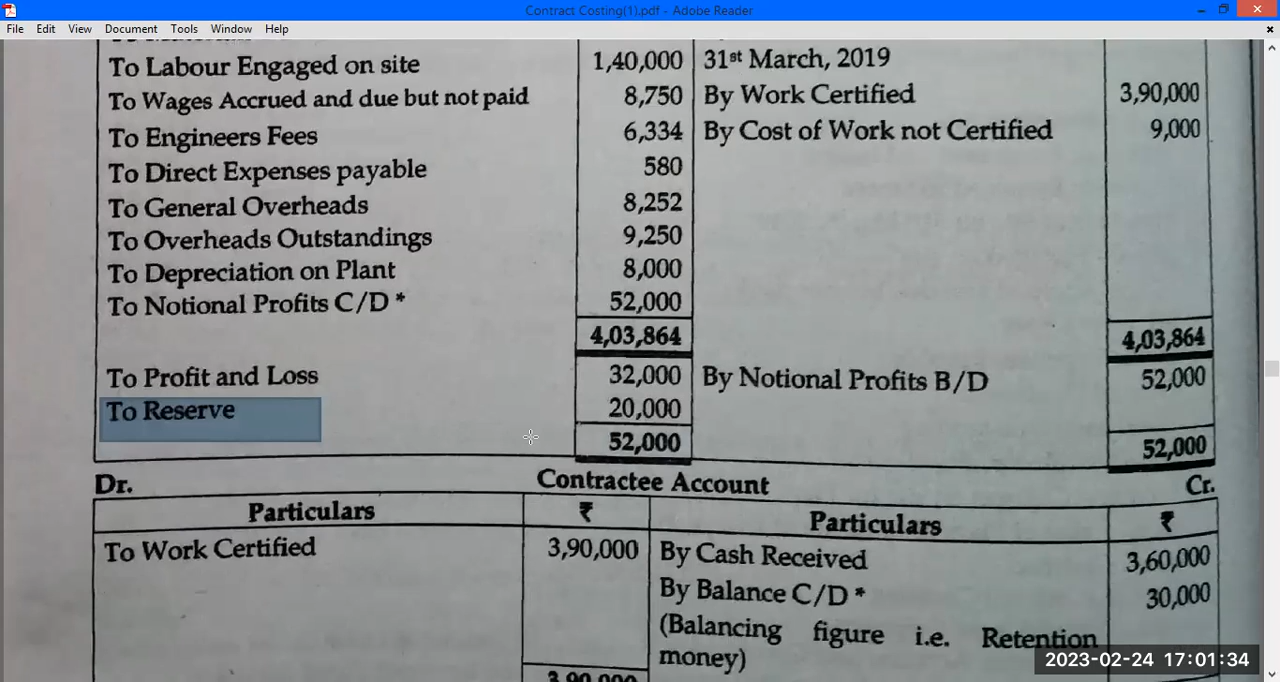 Contract Costing(1).pdf - Adobe Reader
File Edit View Document Tools Window Help
To Labour Engaged on site 1,40,000 31st March, 2019
To Wages Accrued and due but not paid 8,750 By Work Certified 3,90,000
To Engineers Fees 6,334 By Cost of Work not Certified 9,000
To Direct Expenses payable 580
To General Overheads 8,252
To Overheads Outstandings 9,250
To Depreciation on Plant 8,000
To Notional Profits C/D * 52,000
4,03,864 4,03,864
To Profit and Loss 32,000 By Notional Profits B/D 52,000
To Reserve 20,000
52,000 52,000
Dr. Contractee Account Cr.
Particulars ₹ Particulars ₹
To Work Certified 3,90,000 By Cash Received 3,60,000
By Balance C/D * 30,000
(Balancing figure i.e. Retention
money)
3,90,000
2023-02-24 17:01:34